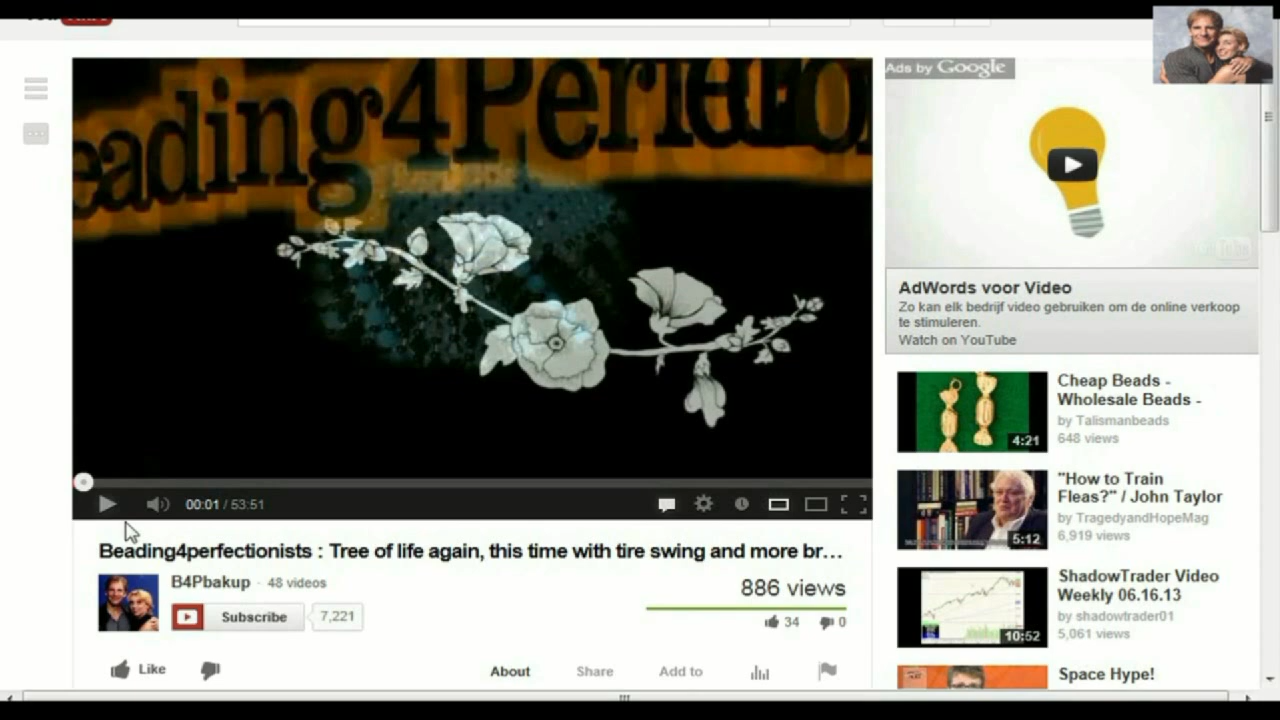 eading4Per
Ads by Google
AdWords voor Video
Zo kan elk bedrijf video gebruiken om de online verkoop
te stimuleren.
Watch on YouTube
Cheap Beads -
Wholesale Beads -
by Talismanbeads
648 views
4:21
"How to Train
Fleas?" / John Taylor
by TragedyandHopeMag
6,919 views
5:12
ShadowTrader Video
Weekly 06.16.13
by shadowtrader01
5,061 views
10:52
Space Hype!
00:01 / 53:51
Beading4perfectionists : Tree of life again, this time with tire swing and more br...
B4Pbakup · 48 videos
Subscribe 7,221
886 views
34 0
Like
About Share Add to